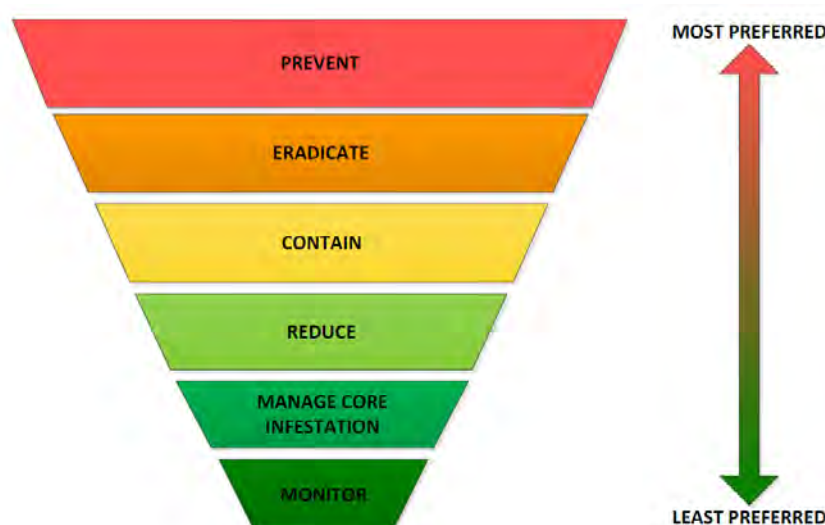 MOST PREFERRED
PREVENT
ERADICATE
CONTAIN
REDUCE
MANAGE CORE
INFESTATION
MONITOR
LEAST PREFERRED